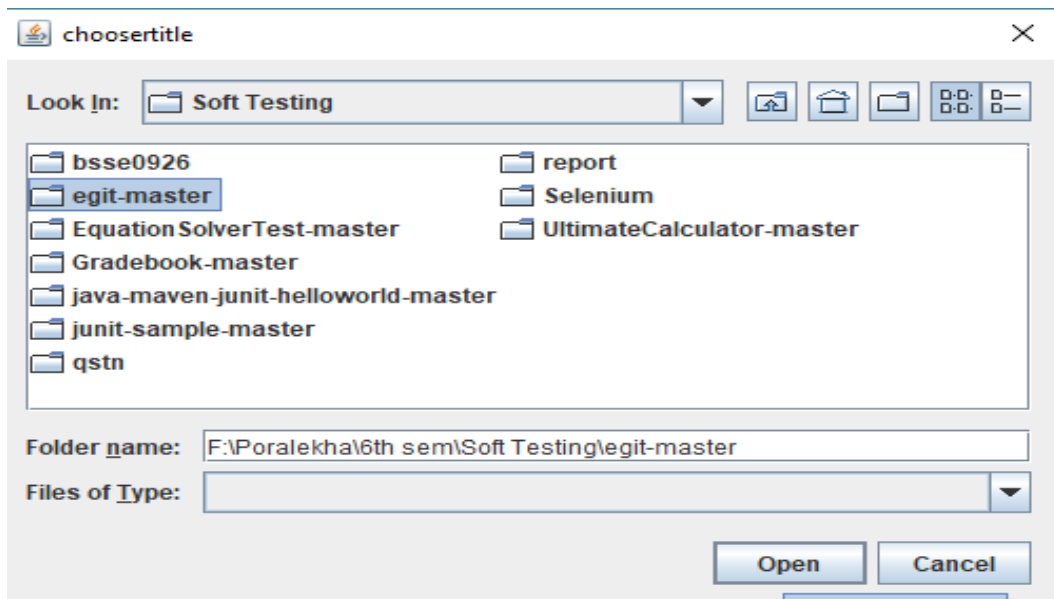 choosertitle
Look In: Soft Testing
bsse0926
egit-master
EquationSolverTest-master
Gradebook-master
java-maven-junit-helloworld-master
junit-sample-master
qstn
report
Selenium
UltimateCalculator-master
Folder name: F:\Poralekha\6th sem\Soft Testing\egit-master
Files of Type:
Open Cancel